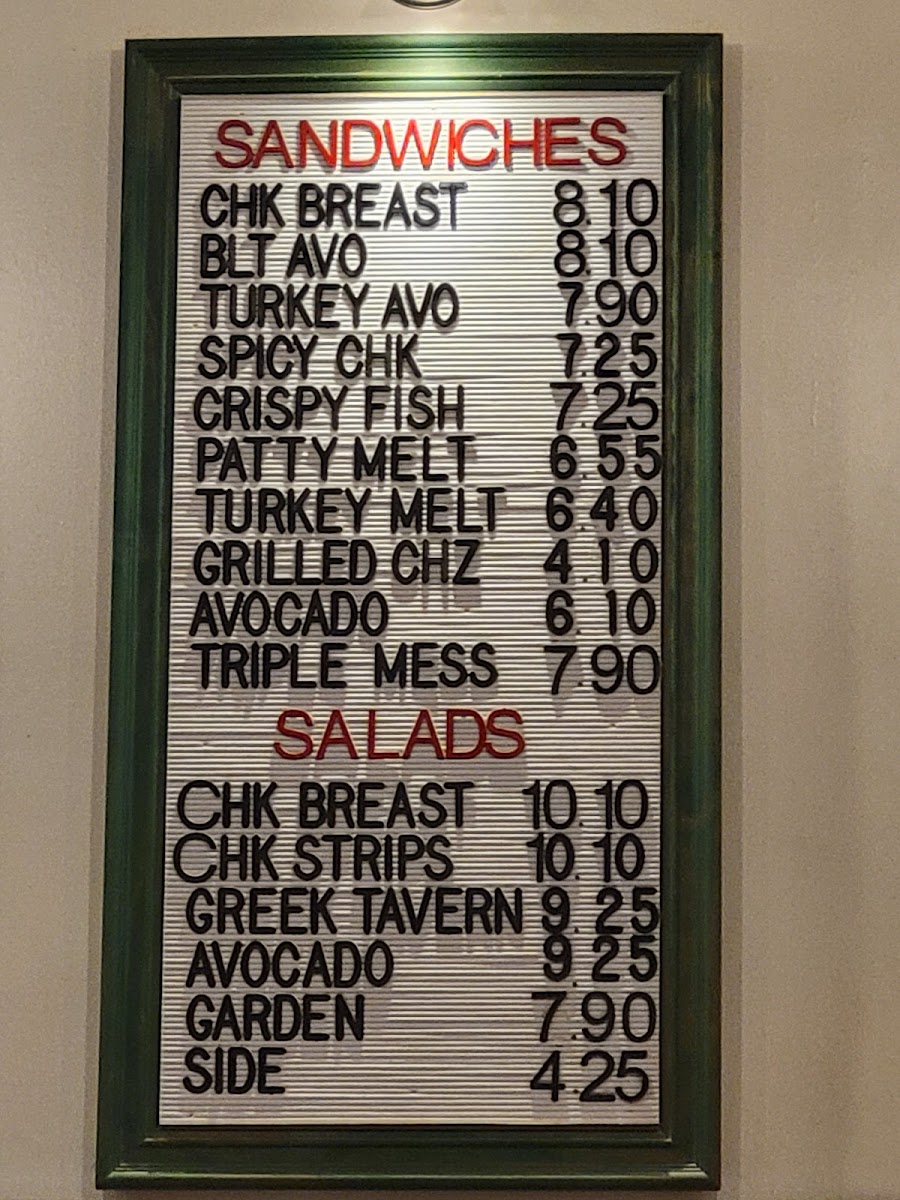 SANDWICHES
CHK BREAST 8.10
BLT AVO 8.10
TURKEY AVO 7.90
SPICY CHK 7.25
CRISPY FISH 7.25
PATTY MELT 6.55
TURKEY MELT 6.40
GRILLED CHZ 4.10
AVOCADO 6.10
TRIPLE MESS 7.90
SALADS
CHK BREAST 10.10
CHK STRIPS 10.10
GREEK TAVERN 9.25
AVOCADO 9.25
GARDEN 7.90
SIDE 4.25